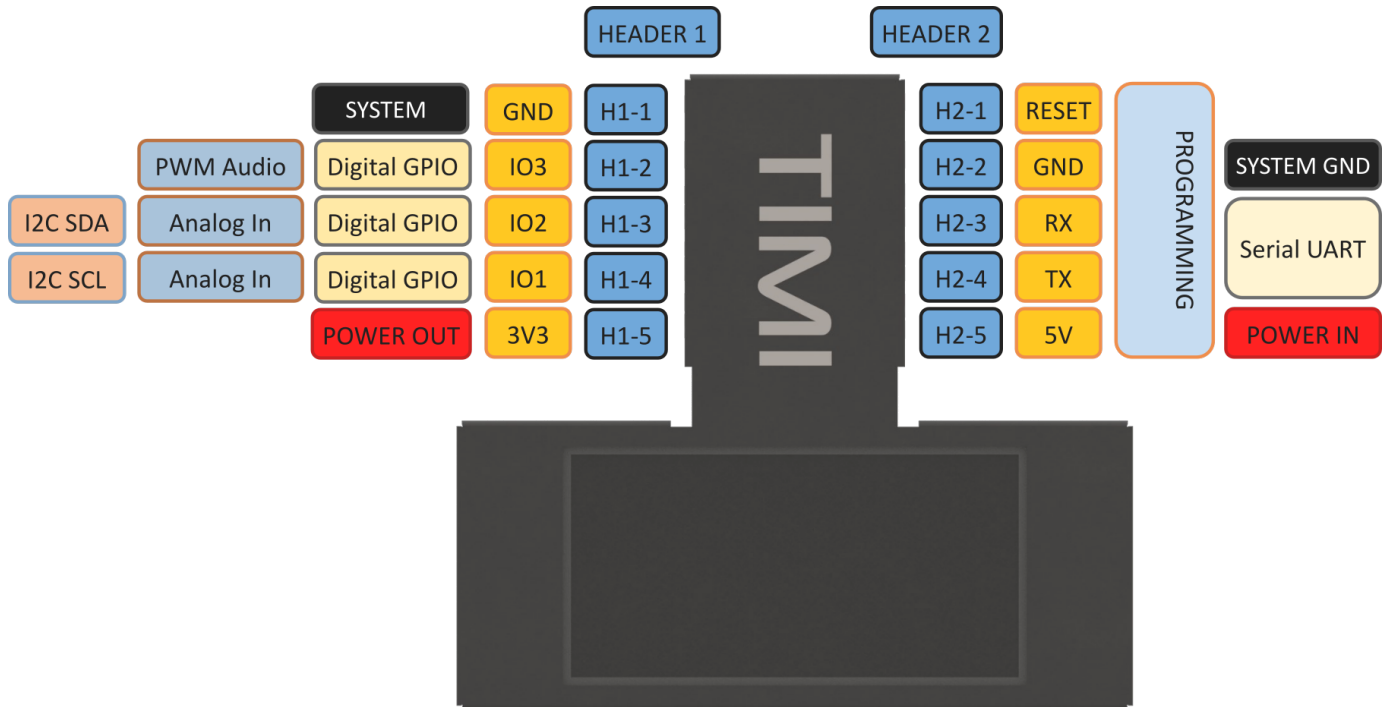 HEADER 1 HEADER 2
SYSTEM GND H1-1 H2-1 RESET
PWM Audio Digital GPIO IO3 H1-2 H2-2 GND SYSTEM GND
I2C SDA Analog In Digital GPIO IO2 H1-3 H2-3 RX
Serial UART
I2C SCL Analog In Digital GPIO IO1 H1-4 H2-4 TX
POWER OUT 3V3 H1-5 H2-5 5V POWER IN
PROGRAMMING
TIMI